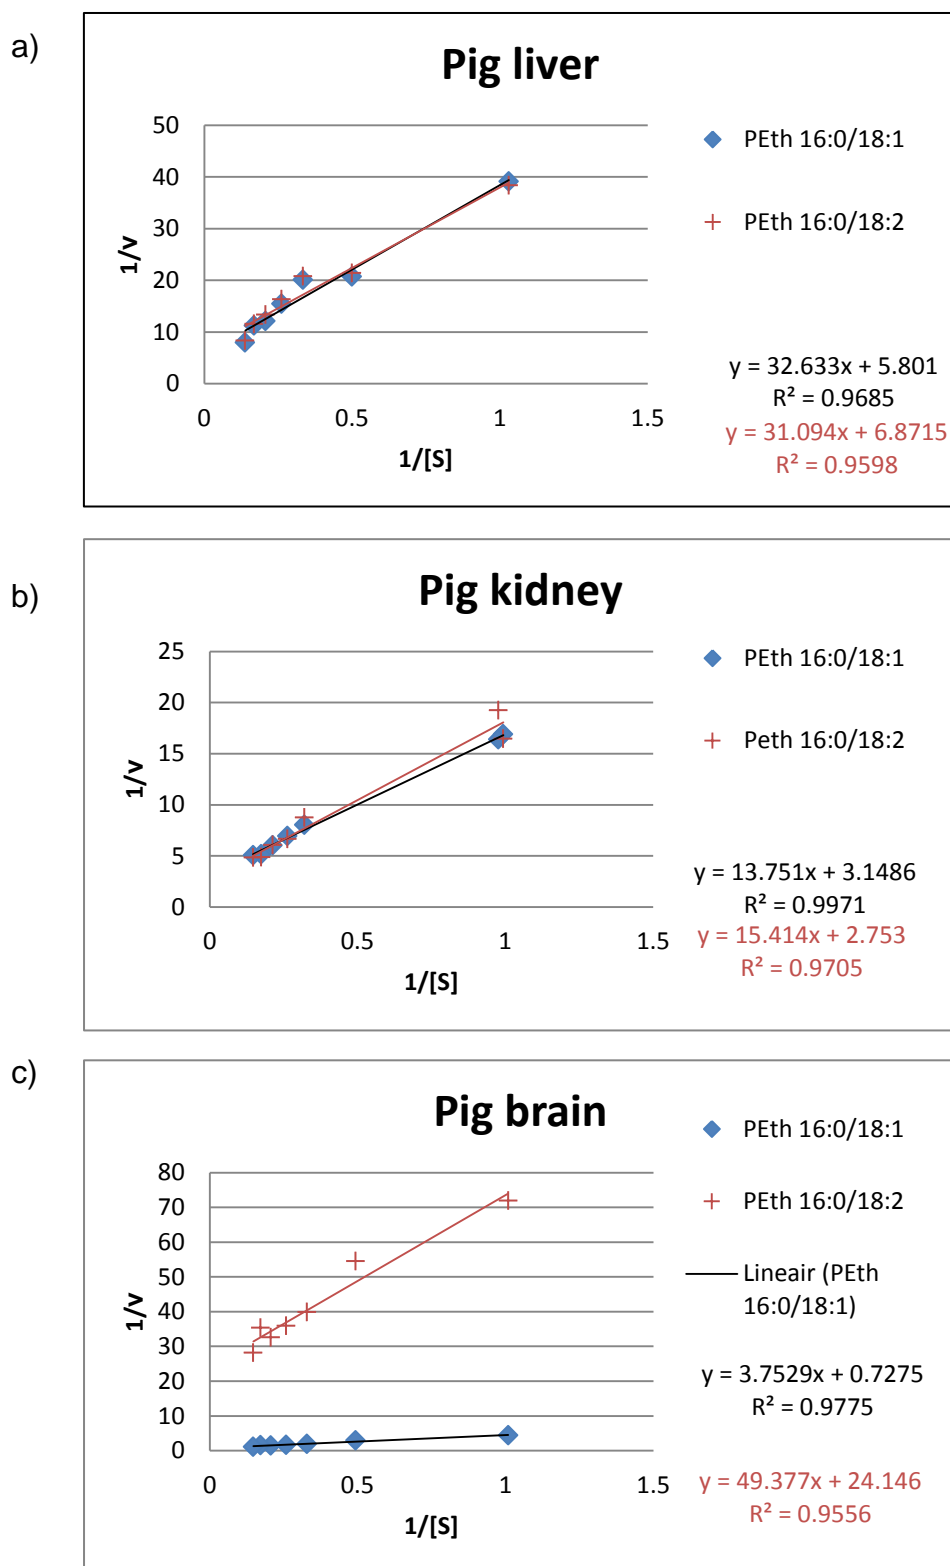 a)
Pig liver
50
40
30
20
10
0
1/v
0 0.5 1 1.5
1/[S]
PEth 16:0/18:1
PEth 16:0/18:2
y = 32.633x + 5.801
R² = 0.9685
y = 31.094x + 6.8715
R² = 0.9598
b)
Pig kidney
25
20
15
10
5
0
1/v
0 0.5 1 1.5
1/[S]
PEth 16:0/18:1
Peth 16:0/18:2
y = 13.751x + 3.1486
R² = 0.9971
y = 15.414x + 2.753
R² = 0.9705
c)
Pig brain
80
70
60
50
40
30
20
10
0
1/v
0 0.5 1 1.5
1/[S]
PEth 16:0/18:1
PEth 16:0/18:2
Lineair (PEth
16:0/18:1)
y = 3.7529x + 0.7275
R² = 0.9775
y = 49.377x + 24.146
R² = 0.9556